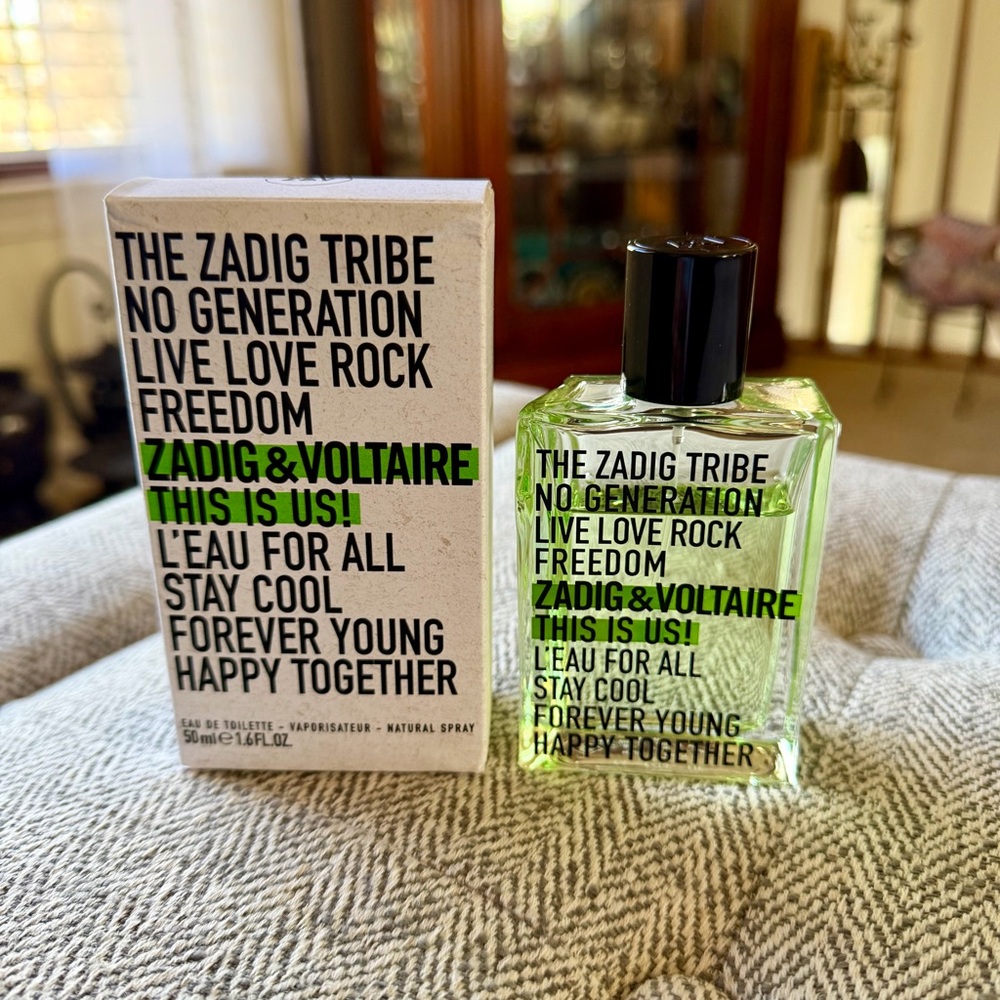 THE ZADIG TRIBE
NO GENERATION
LIVE LOVE ROCK
FREEDOM
ZADIG&VOLTAIRE
THIS IS US!
L'EAU FOR ALL
STAY COOL
FOREVER YOUNG
HAPPY TOGETHER
EAU DE TOILETTE - VAPORISATEUR - NATURAL SPRAY
50 ml ℮ 1.6FL.OZ.
THE ZADIG TRIBE
NO GENERATION
LIVE LOVE ROCK
FREEDOM
ZADIG&VOLTAIRE
THIS IS US!
L'EAU FOR ALL
STAY COOL
FOREVER YOUNG
HAPPY TOGETHER